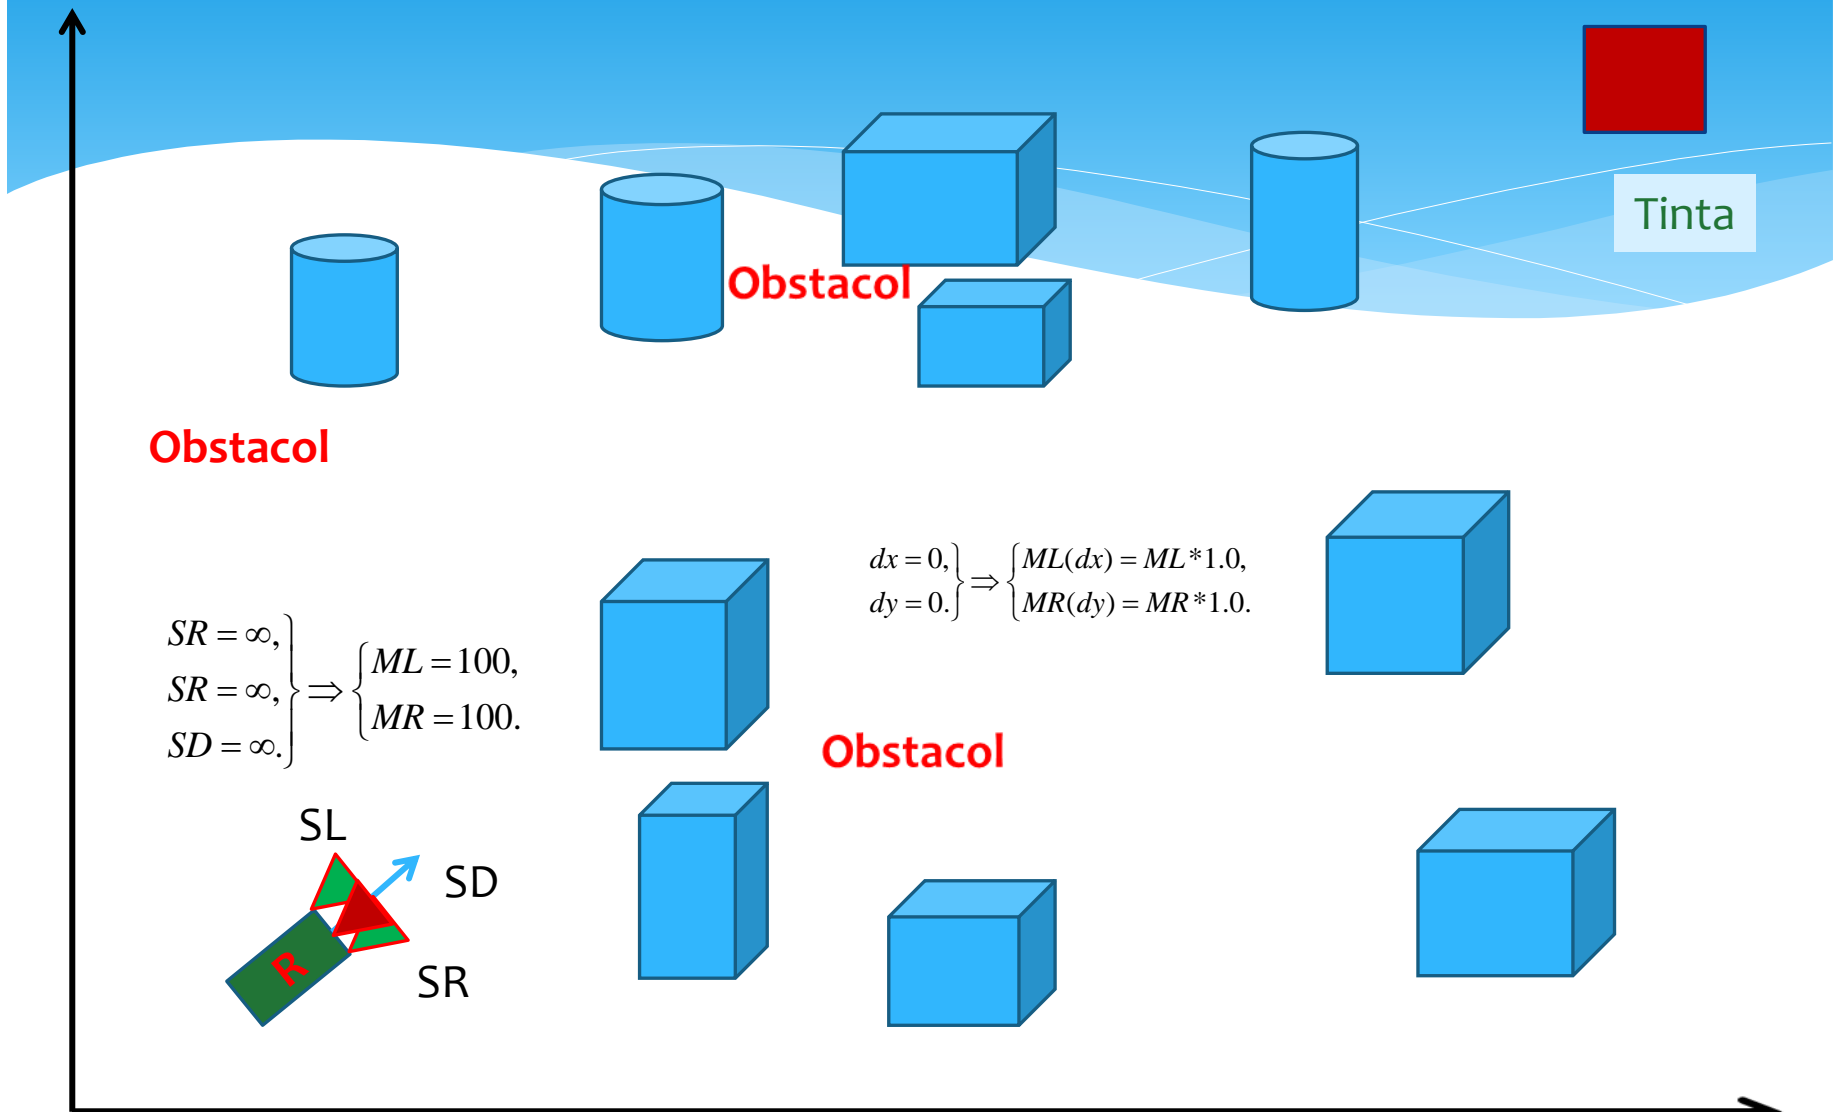 Tinta
Obstacol
Obstacol
dx = 0,
dy = 0.
} ⇒ {
ML(dx) = ML*1.0,
MR(dy) = MR*1.0.
SR = ∞,
SR = ∞,
SD = ∞.
} ⇒ {
ML = 100,
MR = 100.
Obstacol
SL
SD
R
SR